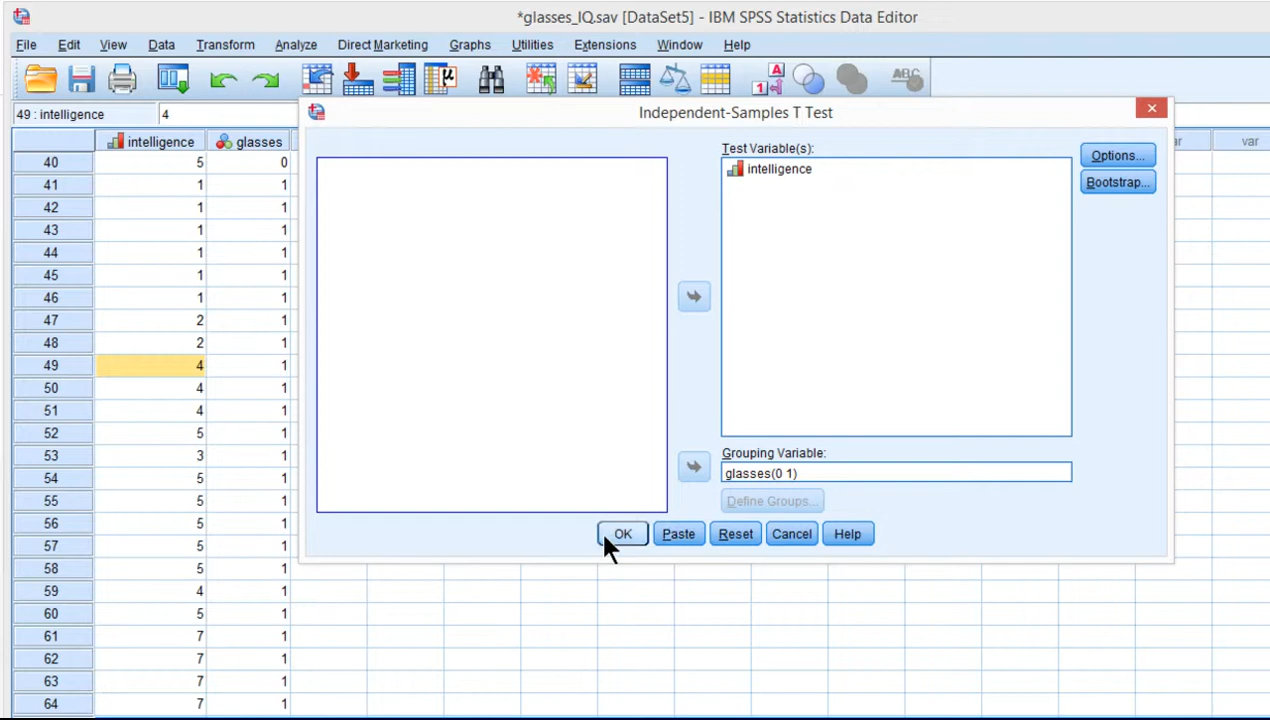 *glasses_IQ.sav [DataSet5] - IBM SPSS Statistics Data Editor
File Edit View Data Transform Analyze Direct Marketing Graphs Utilities Extensions Window Help
49 : intelligence 4
Independent-Samples T Test
intelligence glasses var
40 5 0
41 1 1
42 1 1
43 1 1
44 1 1
45 1 1
46 1 1
47 2 1
48 2 1
49 4 1
50 4 1
51 4 1
52 5 1
53 3 1
54 5 1
55 5 1
56 5 1
57 5 1
58 5 1
59 4 1
60 5 1
61 7 1
62 7 1
63 7 1
64 7 1
Test Variable(s):
intelligence
Options...
Bootstrap...
Grouping Variable:
glasses(0 1)
Define Groups...
OK Paste Reset Cancel Help